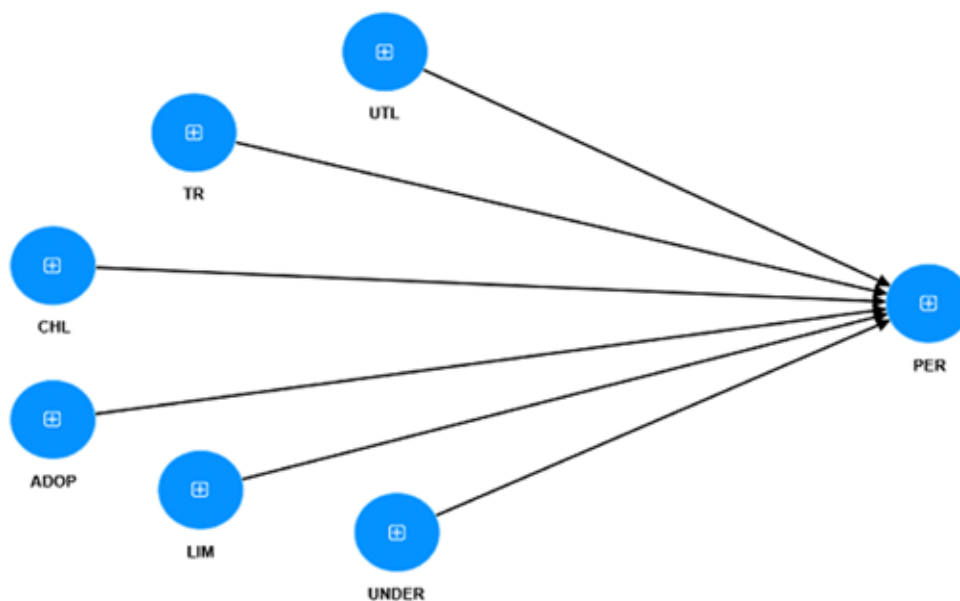 UTL
TR
CHL
PER
ADOP
LIM
UNDER